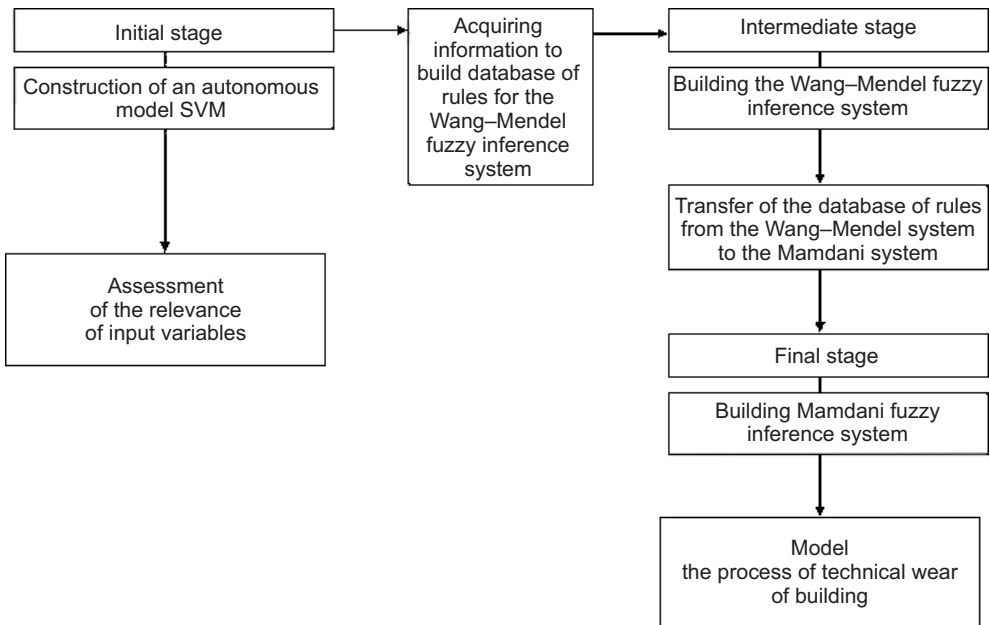 Initial stage
Construction of an autonomous
model SVM
Assessment
of the relevance
of input variables
Acquiring
information to
build database of
rules for the
Wang–Mendel
fuzzy inference
system
Intermediate stage
Building the Wang–Mendel fuzzy
inference system
Transfer of the database of rules
from the Wang–Mendel system
to the Mamdani system
Final stage
Building Mamdani fuzzy
inference system
Model
the process of technical wear
of building